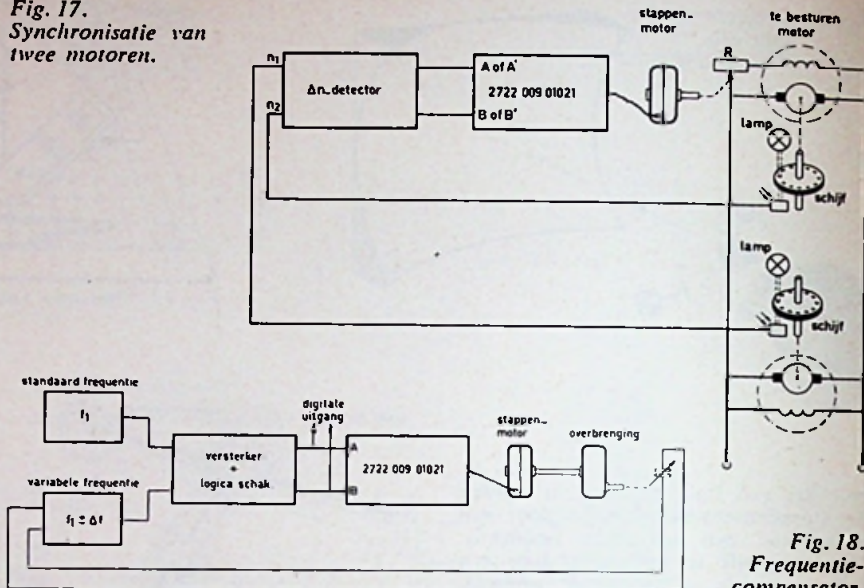 Fig. 17.
Synchronisatie van
twee motoren.
n₁
n₂
Δn_detector
A of A'
2722 009 01021
B of B'
stappen_
motor
R
te besturen
motor
lamp
schijf
lamp
schijf
standaard frequentie
f₁
variabele frequentie
f₁ ± Δf
versterker
+
logica schak.
digitale
uitgang
A
2722 009 01021
B
stappen_
motor
overbrenging
Fig. 18.
Frequentie-
comparator